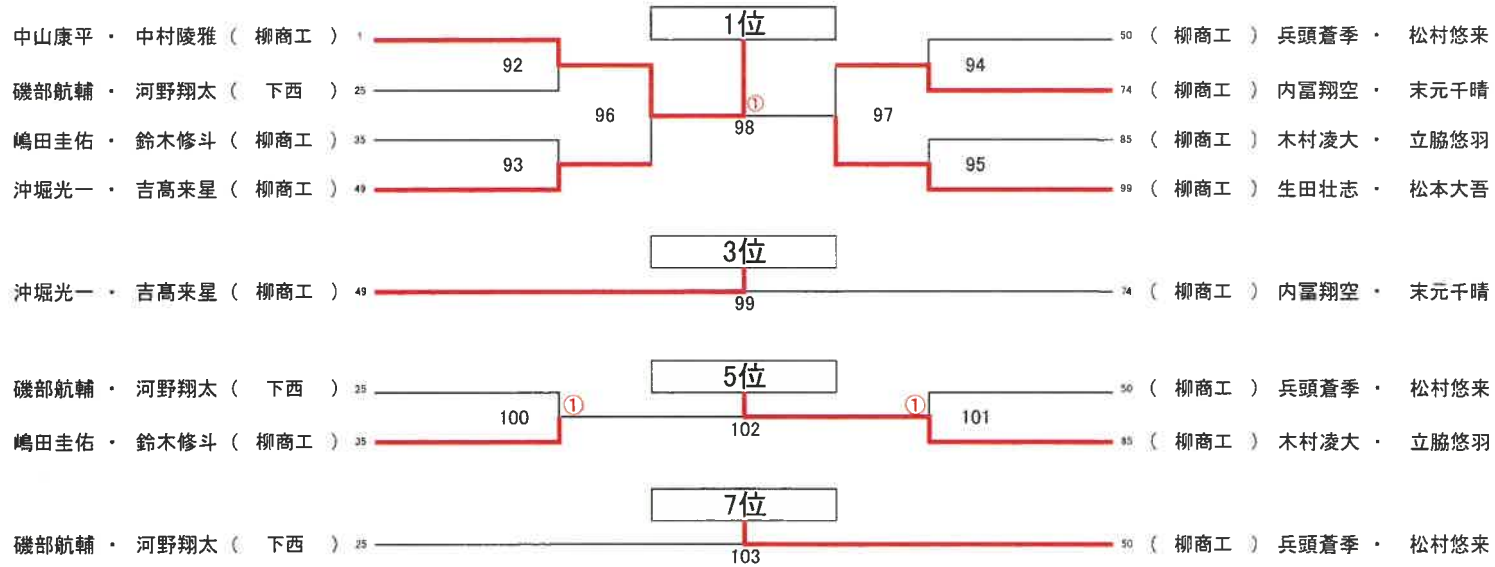 1位
中山康平 ・ 中村陵雅 ( 柳商工 ) 1 50 ( 柳商工 ) 兵頭蒼季 ・ 松村悠来
92 94
磯部航輔 ・ 河野翔太 ( 下西 ) 25 74 ( 柳商工 ) 内冨翔空 ・ 末元千晴
96 ① 97
98
嶋田圭佑 ・ 鈴木修斗 ( 柳商工 ) 35 85 ( 柳商工 ) 木村凌大 ・ 立脇悠羽
93 95
沖堀光一 ・ 吉髙来星 ( 柳商工 ) 49 99 ( 柳商工 ) 生田壮志 ・ 松本大吾
3位
沖堀光一 ・ 吉髙来星 ( 柳商工 ) 49 74 ( 柳商工 ) 内冨翔空 ・ 末元千晴
99
5位
磯部航輔 ・ 河野翔太 ( 下西 ) 25 50 ( 柳商工 ) 兵頭蒼季 ・ 松村悠来
100 ① ① 101
102
嶋田圭佑 ・ 鈴木修斗 ( 柳商工 ) 35 85 ( 柳商工 ) 木村凌大 ・ 立脇悠羽
7位
磯部航輔 ・ 河野翔太 ( 下西 ) 25 50 ( 柳商工 ) 兵頭蒼季 ・ 松村悠来
103